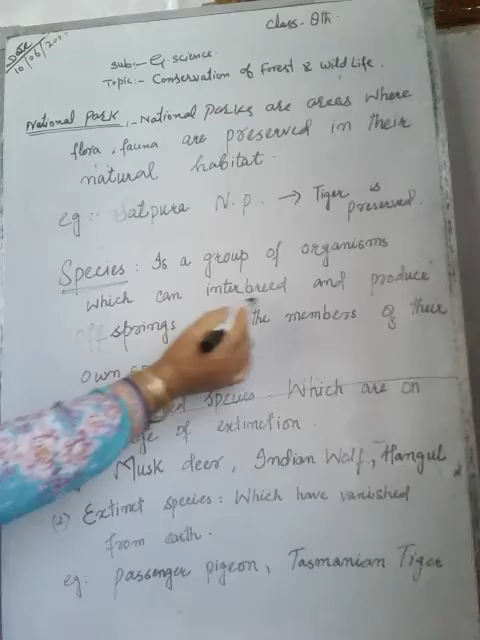 Class- 8th.
Date
10/06/20
sub:- G. science.
Topic:- Conservation of Forest & Wild Life.
National Park :- National Parks are areas where
flora, fauna are preserved in their
natural habitat.
eg:- Satpura N.p. → Tiger is
preserved.
Species: Is a group of organisms
which can interbreed and produce
offsprings the members of their
own
species which are on
of extinction.
Musk deer, Indian Wolf, Hangul
(2) Extinct species: Which have vanished
from earth.
eg: passenger pigeon, Tasmanian Tiger